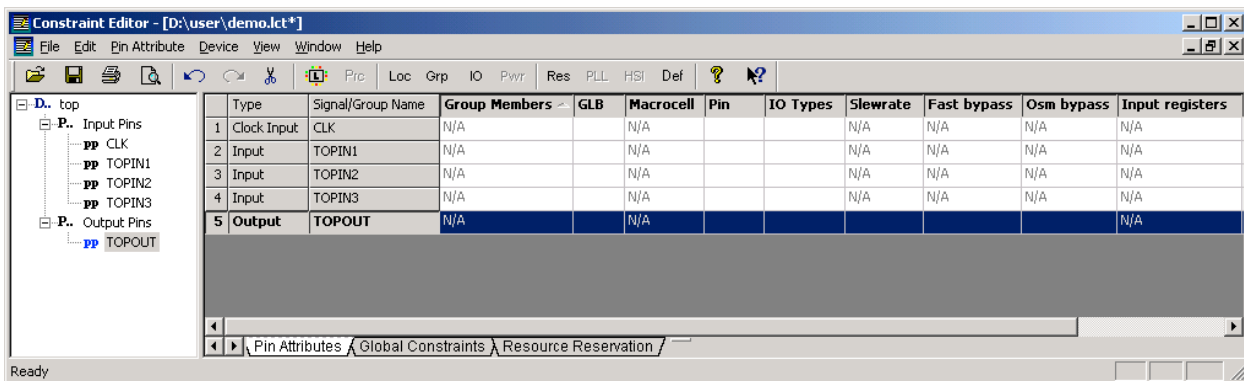 Constraint Editor - [D:\user\demo.lct*]
File Edit Pin Attribute Device View Window Help
Prc Loc Grp IO Pwr Res PLL HSI Def
D.. top
P.. Input Pins
pp CLK
pp TOPIN1
pp TOPIN2
pp TOPIN3
P.. Output Pins
pp TOPOUT
Type Signal/Group Name Group Members GLB Macrocell Pin IO Types Slewrate Fast bypass Osm bypass Input registers
1 Clock Input CLK N/A N/A N/A N/A N/A N/A
2 Input TOPIN1 N/A N/A N/A N/A N/A N/A
3 Input TOPIN2 N/A N/A N/A N/A N/A N/A
4 Input TOPIN3 N/A N/A N/A N/A N/A N/A
5 Output TOPOUT N/A N/A N/A
Pin Attributes Global Constraints Resource Reservation
Ready